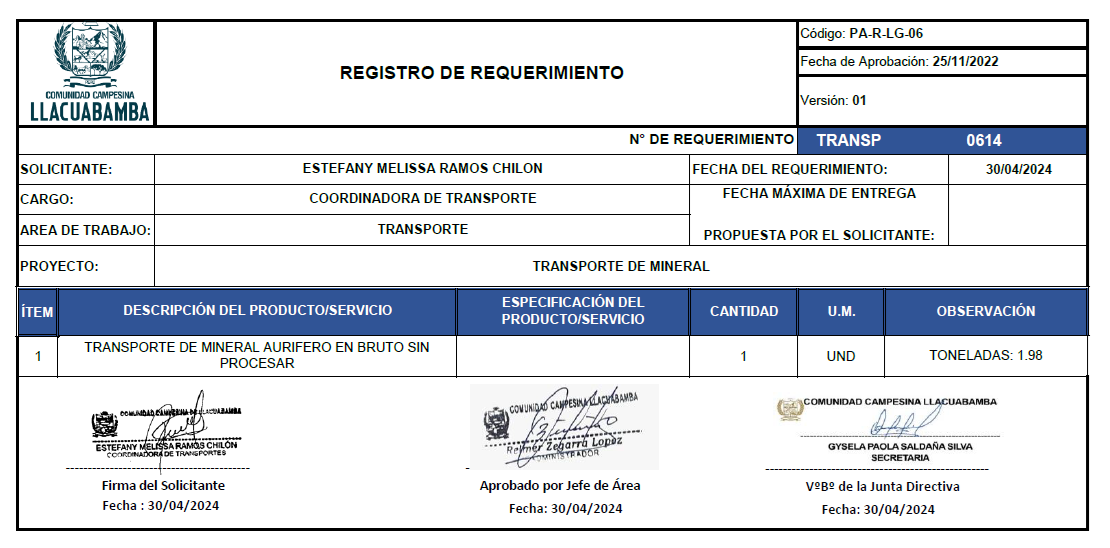 COMUNIDAD CAMPESINA
LLACUABAMBA
REGISTRO DE REQUERIMIENTO
Código: PA-R-LG-06
Fecha de Aprobación: 25/11/2022
Versión: 01
N° DE REQUERIMIENTO TRANSP 0614
SOLICITANTE: ESTEFANY MELISSA RAMOS CHILON FECHA DEL REQUERIMIENTO: 30/04/2024
CARGO: COORDINADORA DE TRANSPORTE FECHA MÁXIMA DE ENTREGA
AREA DE TRABAJO: TRANSPORTE PROPUESTA POR EL SOLICITANTE:
PROYECTO: TRANSPORTE DE MINERAL
ÍTEM DESCRIPCIÓN DEL PRODUCTO/SERVICIO ESPECIFICACIÓN DEL
PRODUCTO/SERVICIO CANTIDAD U.M. OBSERVACIÓN
1 TRANSPORTE DE MINERAL AURIFERO EN BRUTO SIN
PROCESAR 1 UND TONELADAS: 1.98
COMUNIDAD CAMPESINA DE LLACUABAMBA
ESTEFANY MELISSA RAMOS CHILÓN
COORDINADORA DE TRANSPORTES
Firma del Solicitante
Fecha : 30/04/2024
COMUNIDAD CAMPESINA LLACUABAMBA
Zegarra Lopez
ADMINISTRADOR
Aprobado por Jefe de Área
Fecha: 30/04/2024
COMUNIDAD CAMPESINA LLACUABAMBA
GYSELA PAOLA SALDAÑA SILVA
SECRETARIA
VºBº de la Junta Directiva
Fecha: 30/04/2024